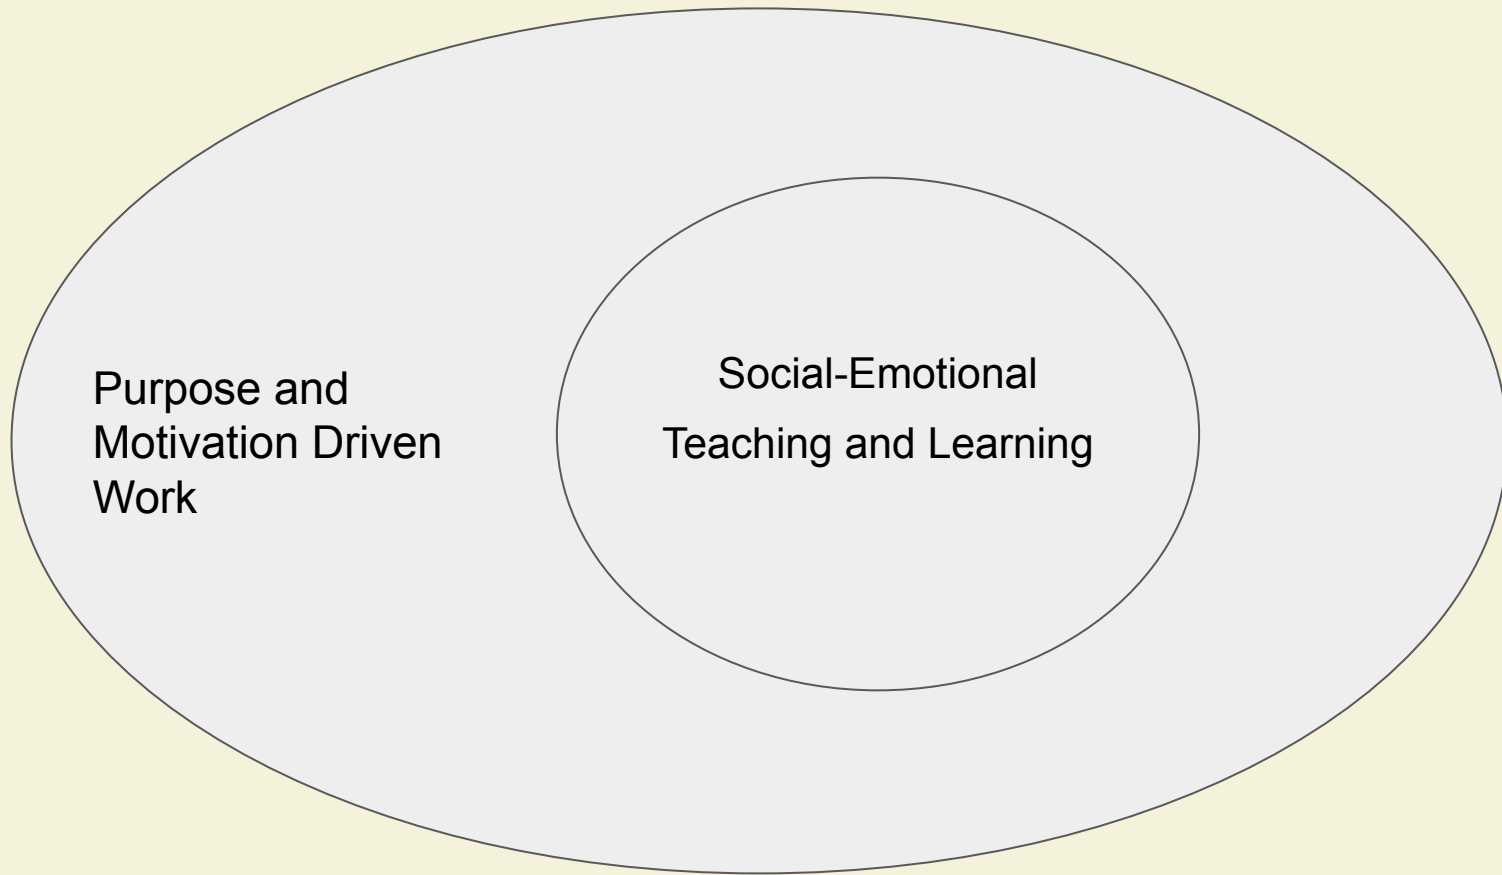 Purpose and
Motivation Driven
Work
Social-Emotional
Teaching and Learning